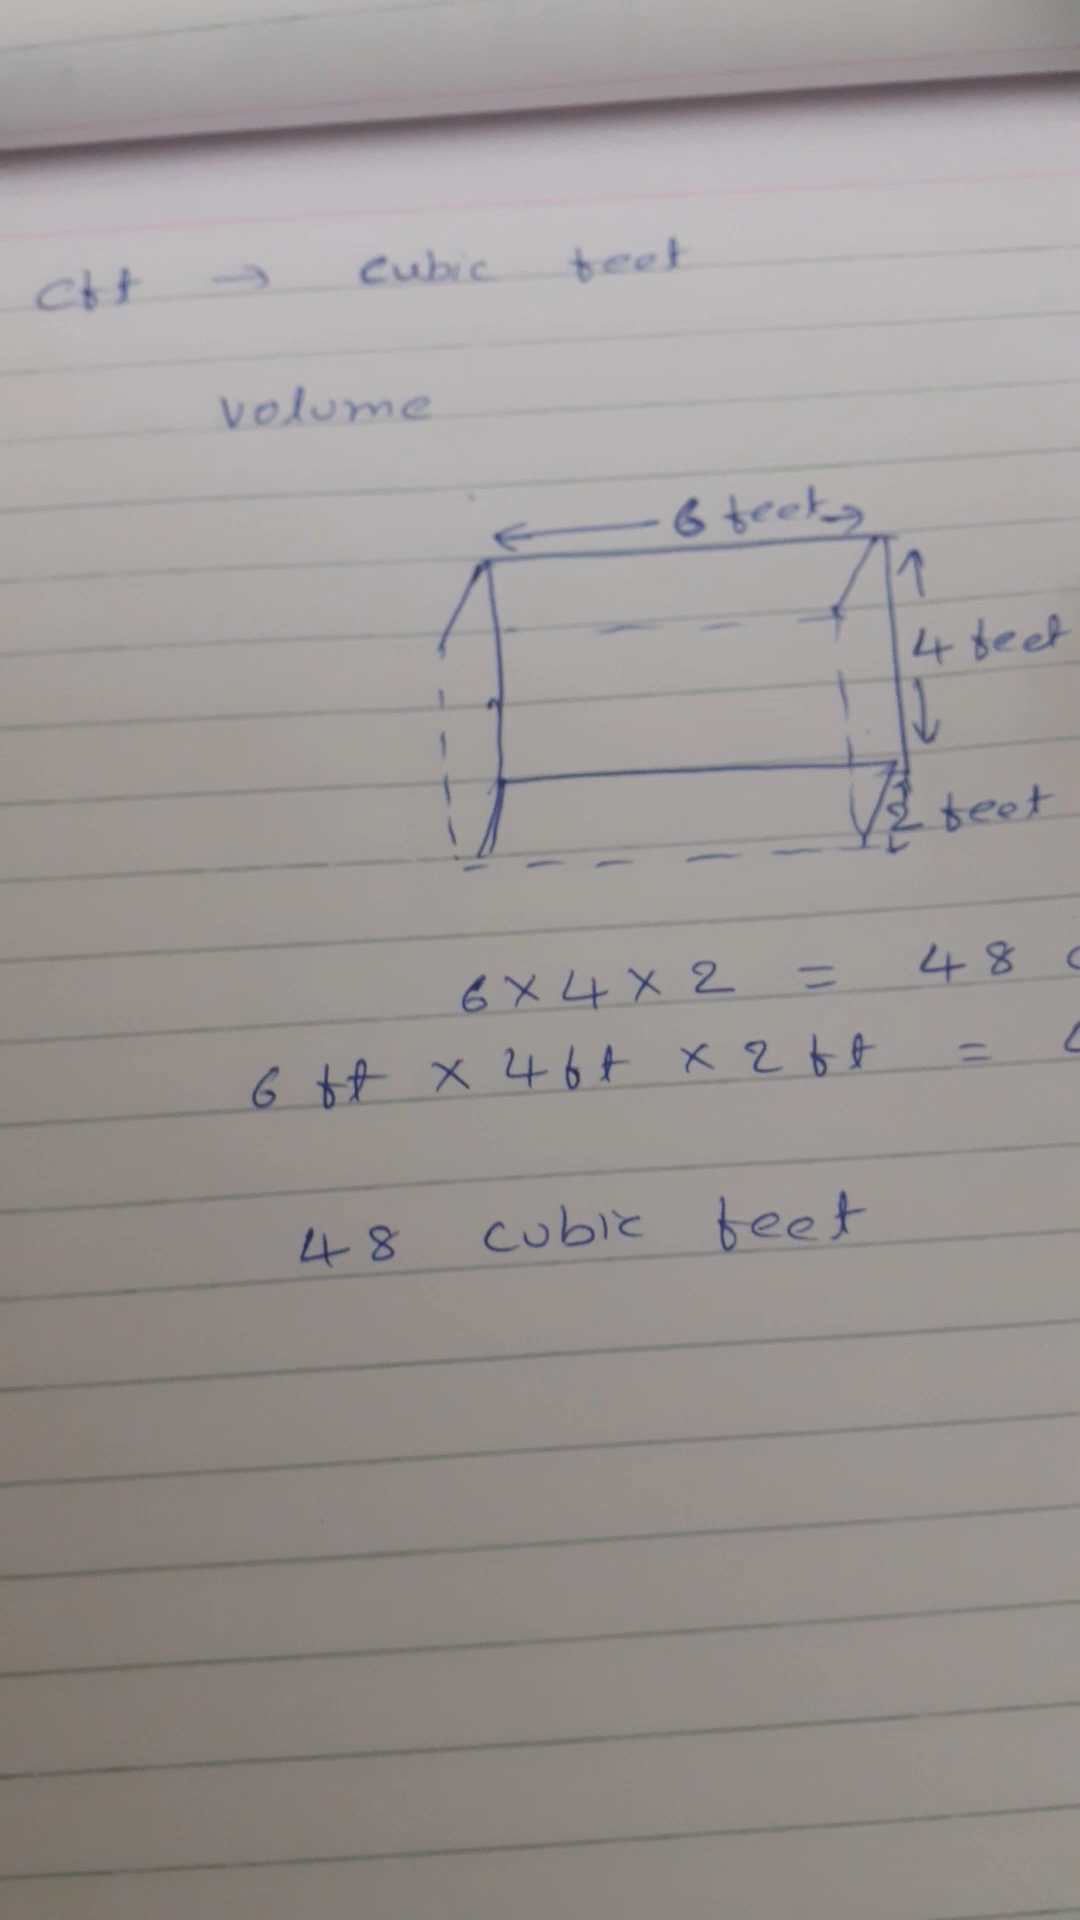 cft → cubic feet
volume
6 feet
4 feet
2 feet
6 x 4 x 2 = 48 c
6 ft x 4 ft x 2 ft =
48 cubic feet